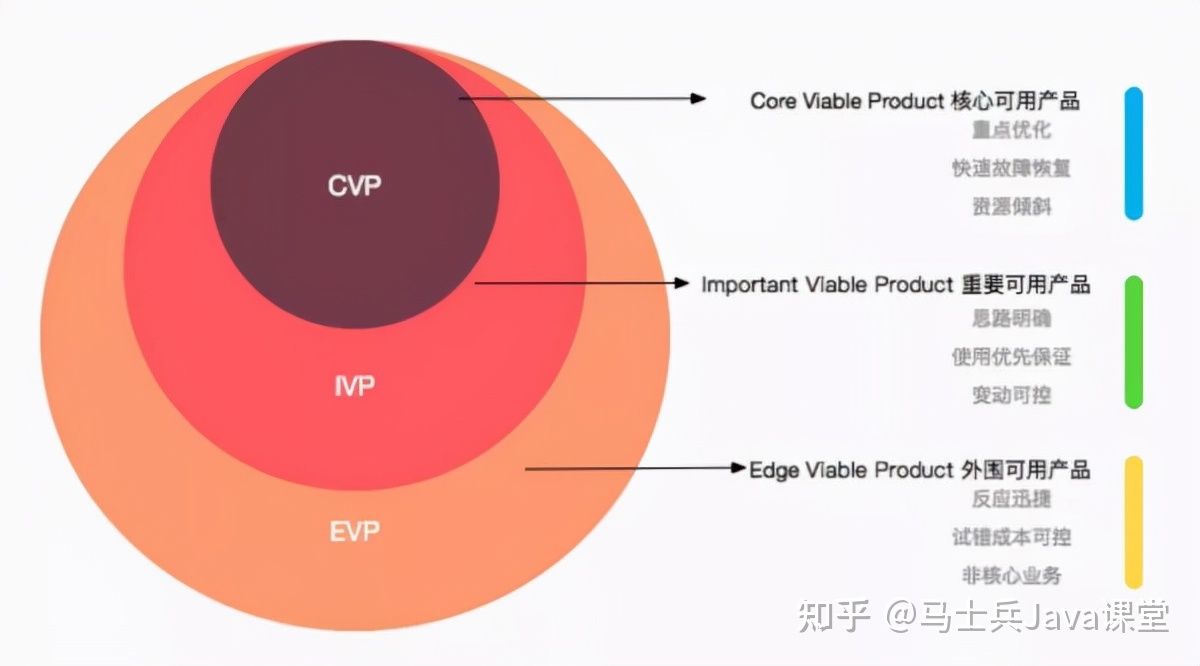 CVP
IVP
EVP
Core Viable Product 核心可用产品
重点优化
快速故障恢复
资源倾斜
Important Viable Product 重要可用产品
思路明确
使用优先保证
变动可控
Edge Viable Product 外围可用产品
反应迅捷
试错成本可控
非核心业务
知乎 @马士兵Java课堂